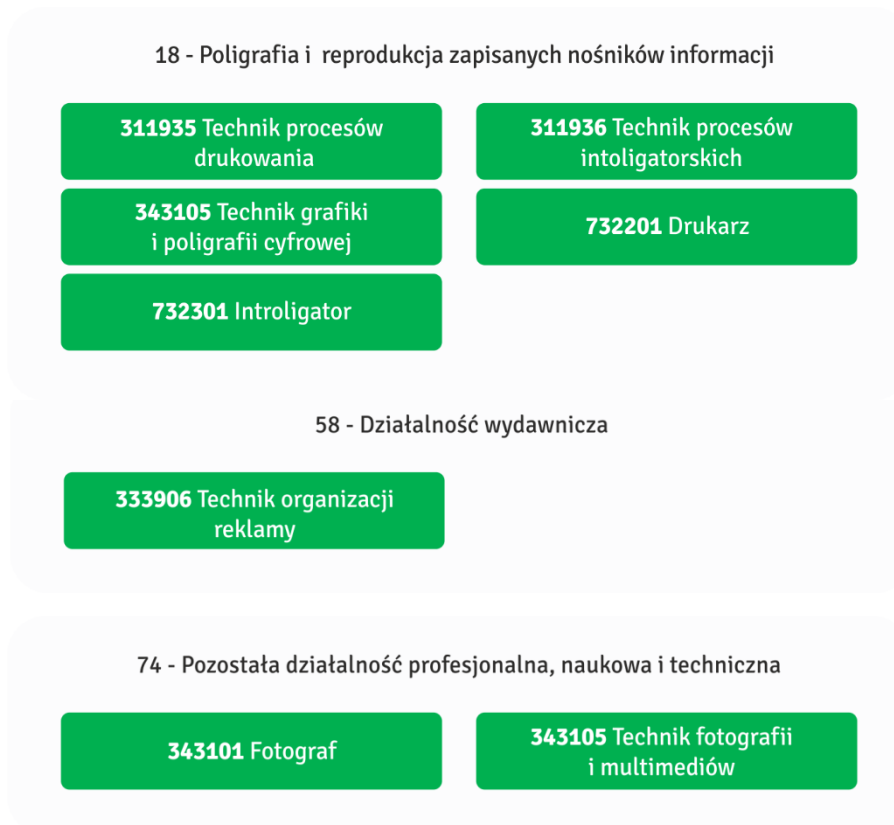 18 - Poligrafia i  reprodukcja zapisanych nośników informacji
311935 Technik procesów
drukowania
311936 Technik procesów
intoligatorskich
343105 Technik grafiki
i poligrafii cyfrowej
732201 Drukarz
732301 Introligator
58 - Działalność wydawnicza
333906 Technik organizacji
reklamy
74 - Pozostała działalność profesjonalna, naukowa i techniczna
343101 Fotograf
343105 Technik fotografii
i multimediów